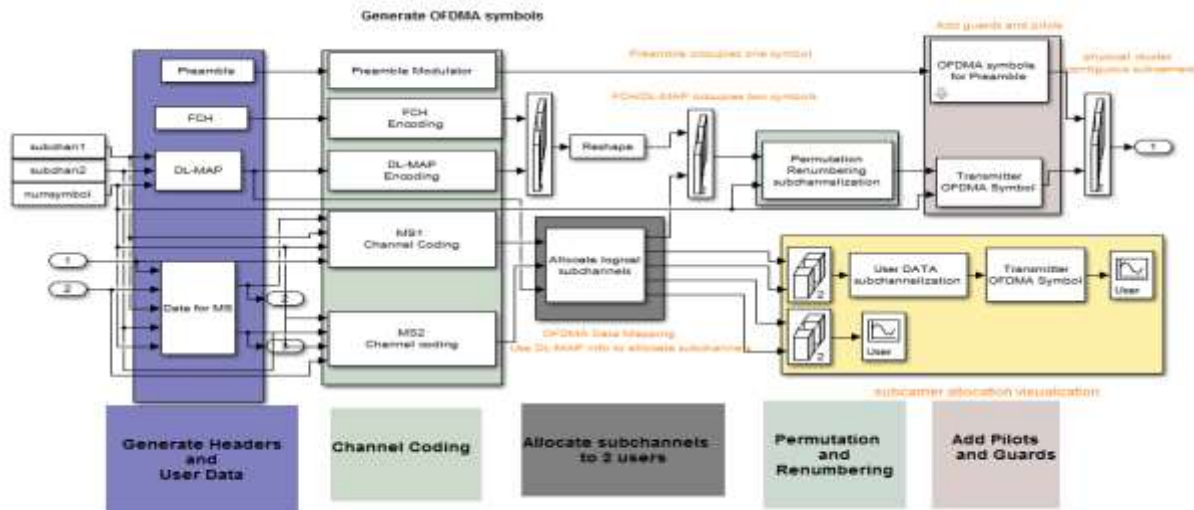 Generate OFDMA symbols
Add guards and pilots
Preamble
Preamble Modulator
Preamble occupies one symbol
OFDMA symbols
for Preamble
physical cluster
FCH
FCH
Encoding
FCH/DL-MAP occupies two symbols
subchan1
subchan2
numsymbol
DL-MAP
DL-MAP
Encoding
Reshape
Permutation
Renumbering
subchannelization
Transmitter
OFDMA Symbol
1
MS1
Channel Coding
Allocate logical
subchannels
1
2
Data for MS
2
2
User DATA
subchannelization
Transmitter
OFDMA Symbol
User
MS2
Channel coding
2
User
OFDMA Data Mapping
Use DL-MAP info to allocate subchannels
subcarrier allocation visualization
Generate Headers
and
User Data
Channel Coding
Allocate subchannels
to 2 users
Permutation
and
Renumbering
Add Pilots
and Guards